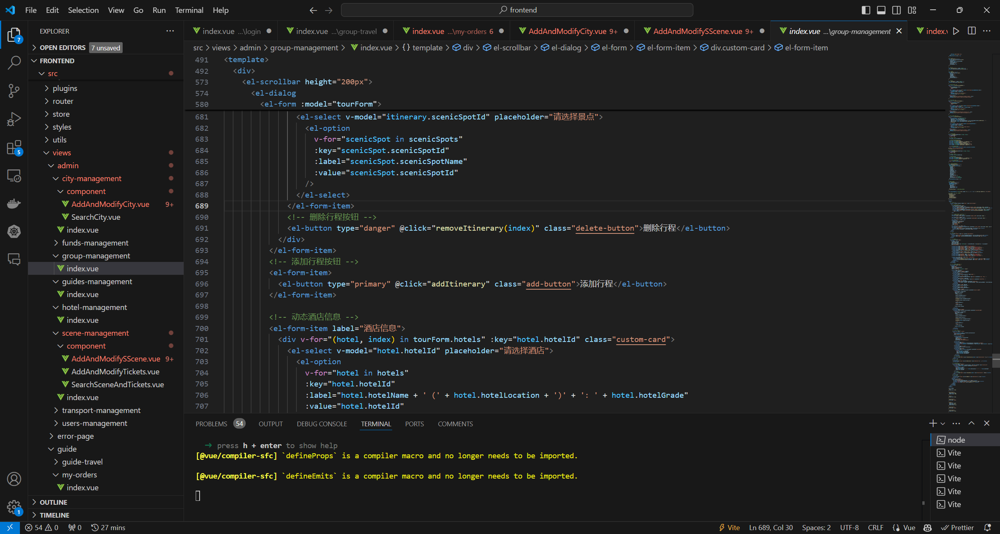 File Edit Selection View Go Run Terminal Help
frontend
EXPLORER
OPEN EDITORS 7 unsaved
FRONTEND
src
plugins
router
store
styles
utils
views
admin
city-management
component
AddAndModifyCity.vue 9+
SearchCity.vue
index.vue
funds-management
group-management
index.vue
guides-management
index.vue
hotel-management
index.vue
scene-management
component
AddAndModifySScene.vue 9+
AddAndModifyTickets.vue
SearchSceneAndTickets.vue
index.vue
transport-management
users-management
error-page
guide
guide-travel
my-orders
index.vue
OUTLINE
TIMELINE
7
5
1
index.vue ...\login
index.vue ...\group-travel
index.vue ...\my-orders 6
AddAndModifyCity.vue 9+
AddAndModifySScene.vue 9+
index.vue ...\group-management
index.v
src > views > admin > group-management > index.vue > {} template > div > el-scrollbar > el-dialog > el-form > el-form-item > div.custom-card > el-form-item
491 <template>
492 <div>
573 <el-scrollbar height="200px">
574 <el-dialog
580 <el-form :model="tourForm">
681 <el-select v-model="itinerary.scenicSpotId" placeholder="请选择景点">
682 <el-option
683 v-for="scenicSpot in scenicSpots"
684 :key="scenicSpot.scenicSpotId"
685 :label="scenicSpot.scenicSpotName"
686 :value="scenicSpot.scenicSpotId"
687 />
688 </el-select>
689 </el-form-item>
690 <!-- 删除行程按钮 -->
691 <el-button type="danger" @click="removeItinerary(index)" class="delete-button">删除行程</el-button>
692 </div>
693 </el-form-item>
694 <!-- 添加行程按钮 -->
695 <el-form-item>
696 <el-button type="primary" @click="addItinerary" class="add-button">添加行程</el-button>
697 </el-form-item>
698
699 <!-- 动态酒店信息 -->
700 <el-form-item label="酒店信息">
701 <div v-for="(hotel, index) in tourForm.hotels" :key="hotel.hotelId" class="custom-card">
702 <el-select v-model="hotel.hotelId" placeholder="请选择酒店">
703 <el-option
704 v-for="hotel in hotels"
705 :key="hotel.hotelId"
706 :label="hotel.hotelName + ' (' + hotel.hotelLocation + ')' + ': ' + hotel.hotelGrade"
707 :value="hotel.hotelId"
PROBLEMS 54 OUTPUT DEBUG CONSOLE TERMINAL PORTS COMMENTS
➜ press h + enter to show help
[@vue/compiler-sfc] `defineProps` is a compiler macro and no longer needs to be imported.
[@vue/compiler-sfc] `defineEmits` is a compiler macro and no longer needs to be imported.
node
Vite
Vite
Vite
Vite
Vite
54 0 0 27 mins
Vite Ln 689, Col 30 Spaces: 2 UTF-8 CRLF {} Vue Prettier